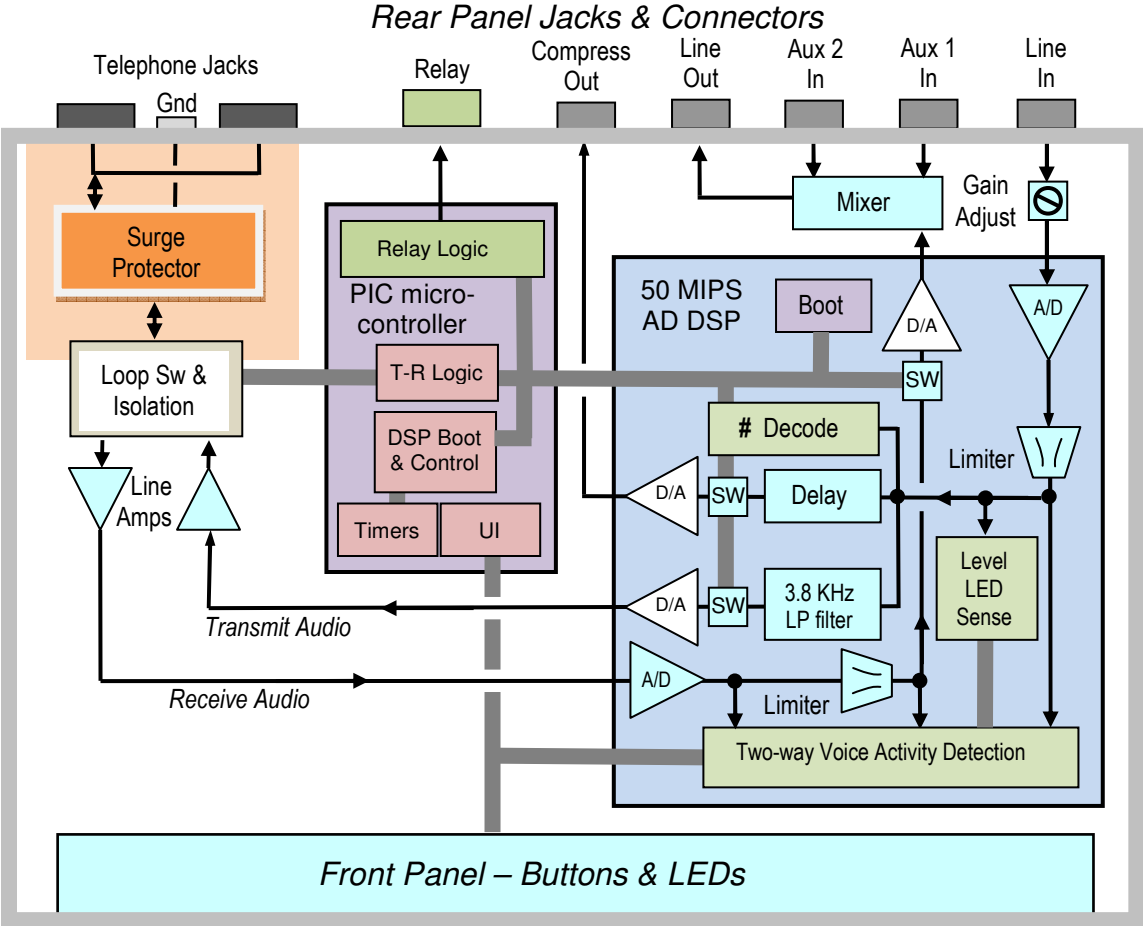 Rear Panel Jacks & Connectors
Telephone Jacks
Gnd
Relay
Compress
Out
Line
Out
Aux 2
In
Aux 1
In
Line
In
Surge
Protector
Relay Logic
PIC micro-
controller
Mixer
Gain
Adjust
50 MIPS
AD DSP
Boot
D/A
A/D
Loop Sw &
Isolation
T-R Logic
SW
DSP Boot
& Control
# Decode
Limiter
Line
Amps
D/A
SW
Delay
Timers
UI
Level
LED
Sense
D/A
SW
3.8 KHz
LP filter
Transmit Audio
A/D
Receive Audio
Limiter
Two-way Voice Activity Detection
Front Panel – Buttons & LEDs